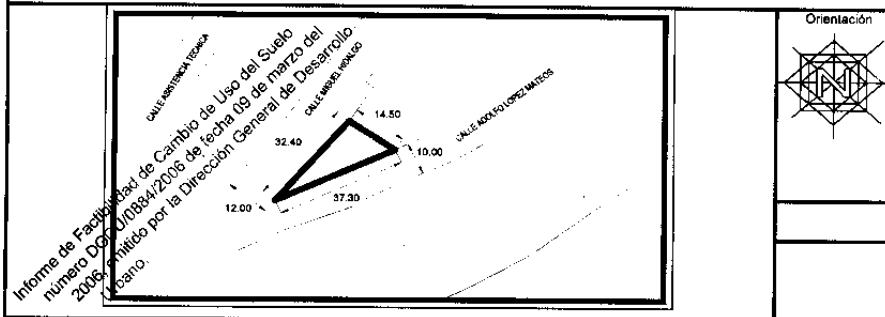 Orientación
CALLE ASISTENCIA TECNICA
CALLE MIGUEL HIDALGO
CALLE ADOLFO LOPEZ MATEOS
14.50
32.40
10.00
37.30
12.00
N
Informe de Factibilidad de Cambio de Uso del Suelo
número DGDU/0884/2006 de fecha 09 de marzo del
2006, emitido por la Dirección General de Desarrollo
Urbano.